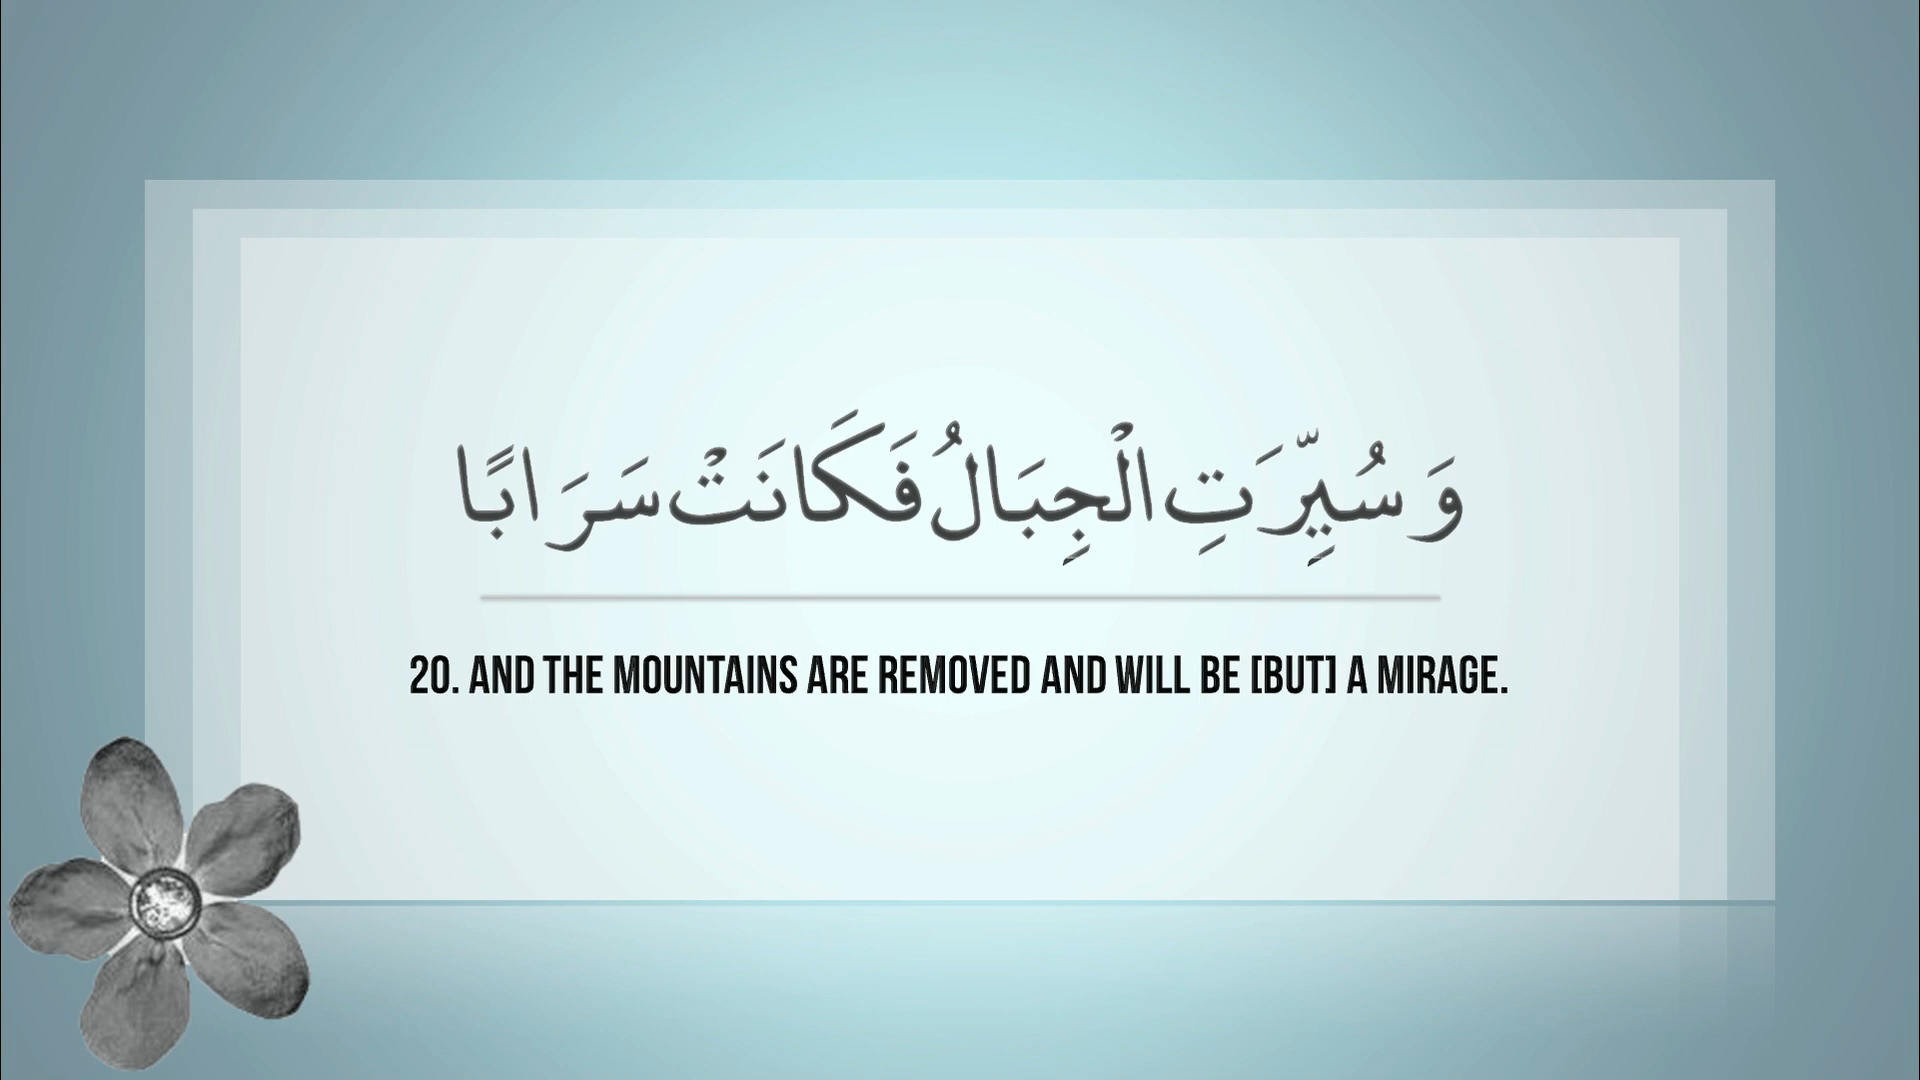 وَ سُيِّرَتِ الْجِبَالُ فَكَانَتْ سَرَابًا
20. AND THE MOUNTAINS ARE REMOVED AND WILL BE [BUT] A MIRAGE.